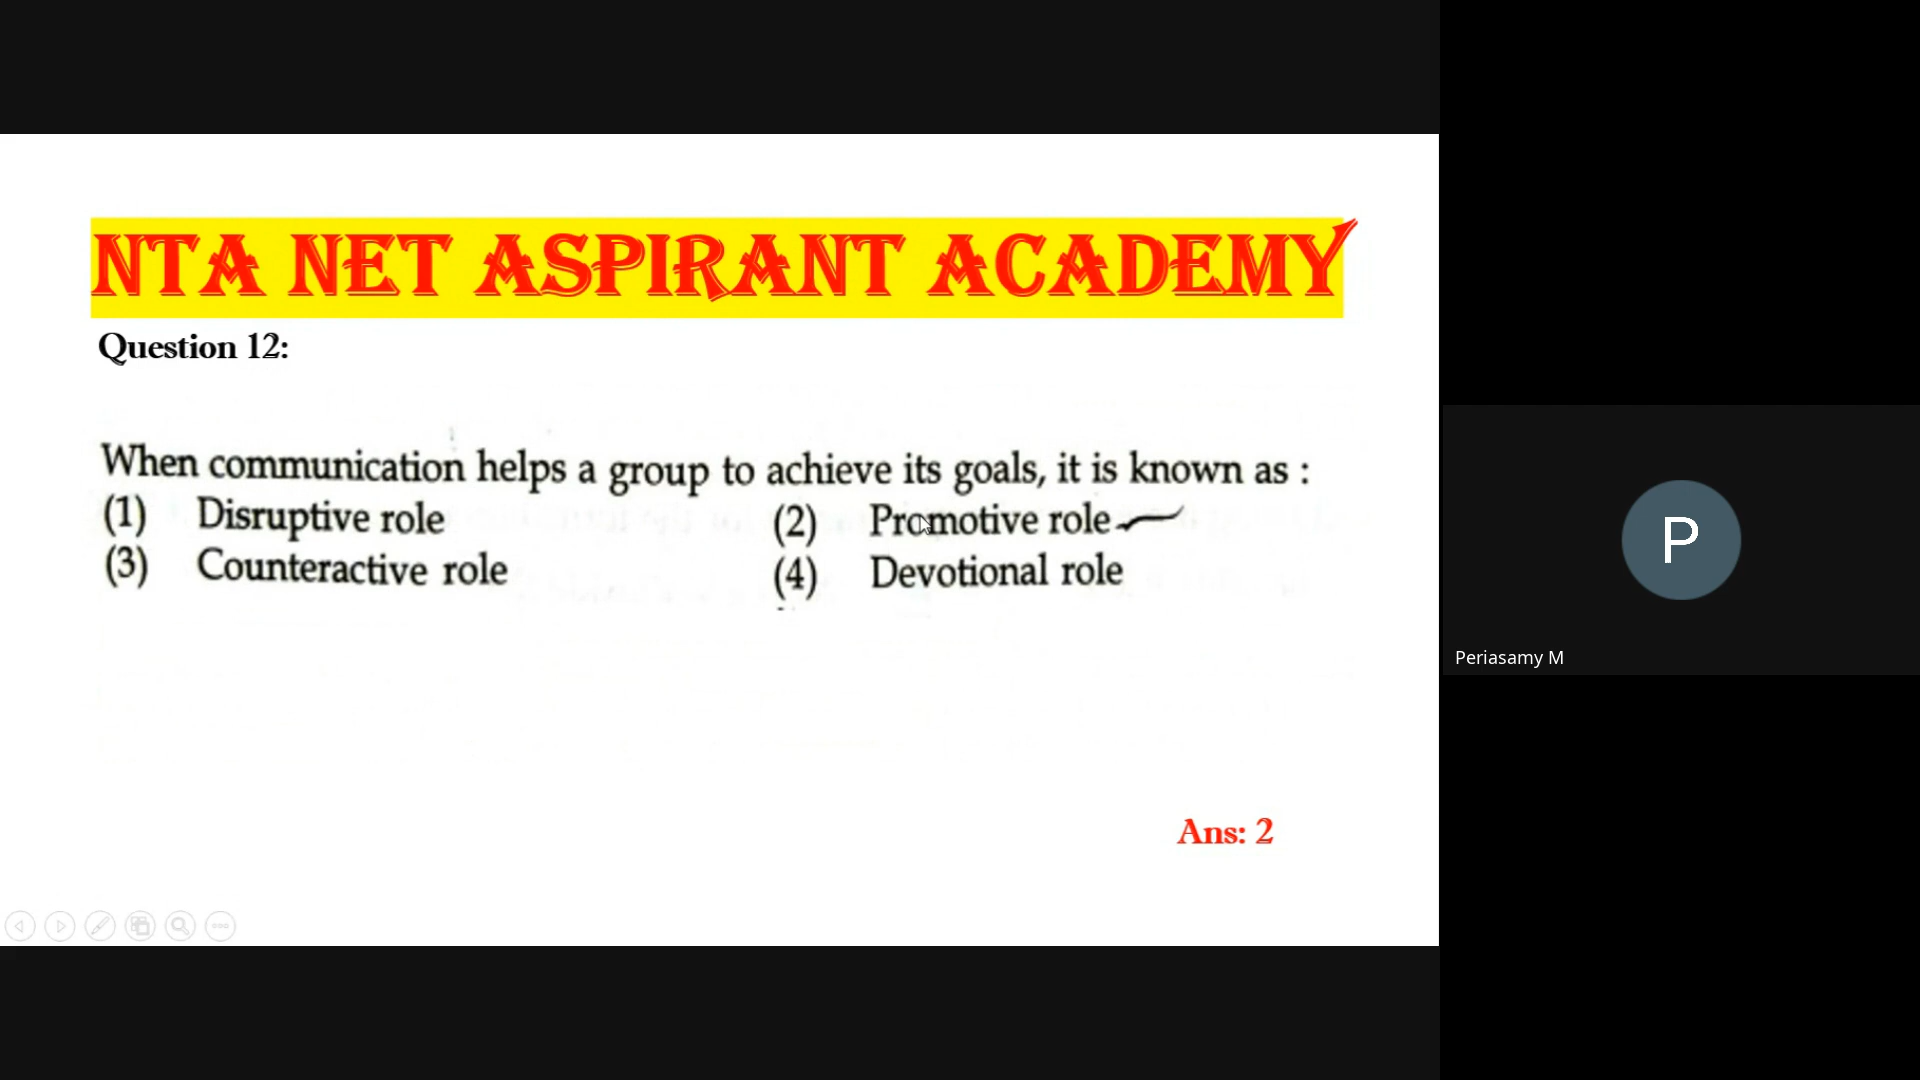 NTA NET ASPIRANT ACADEMY
Question 12:
When communication helps a group to achieve its goals, it is known as :
(1) Disruptive role (2) Promotive role
(3) Counteractive role (4) Devotional role
Ans: 2
P
Periasamy M